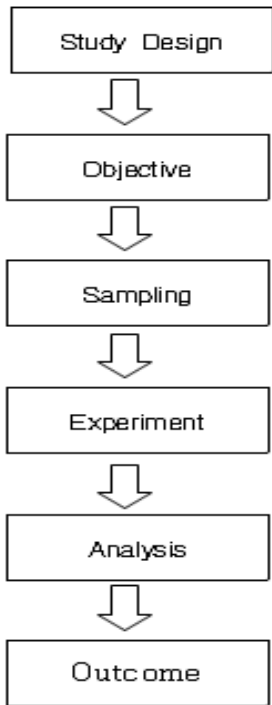 Study Design
Objective
Sampling
Experiment
Analysis
Outcome